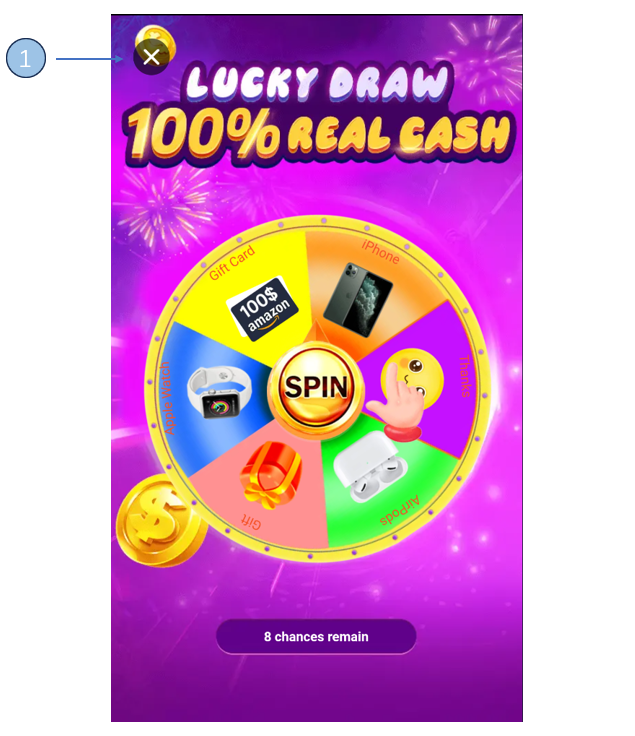 1
LUCKY DRAW
100% REAL CASH
Gift Card
iPhone
100$
amazon
Apple Watch
Thanks
SPIN
Gift
AirPods
8 chances remain